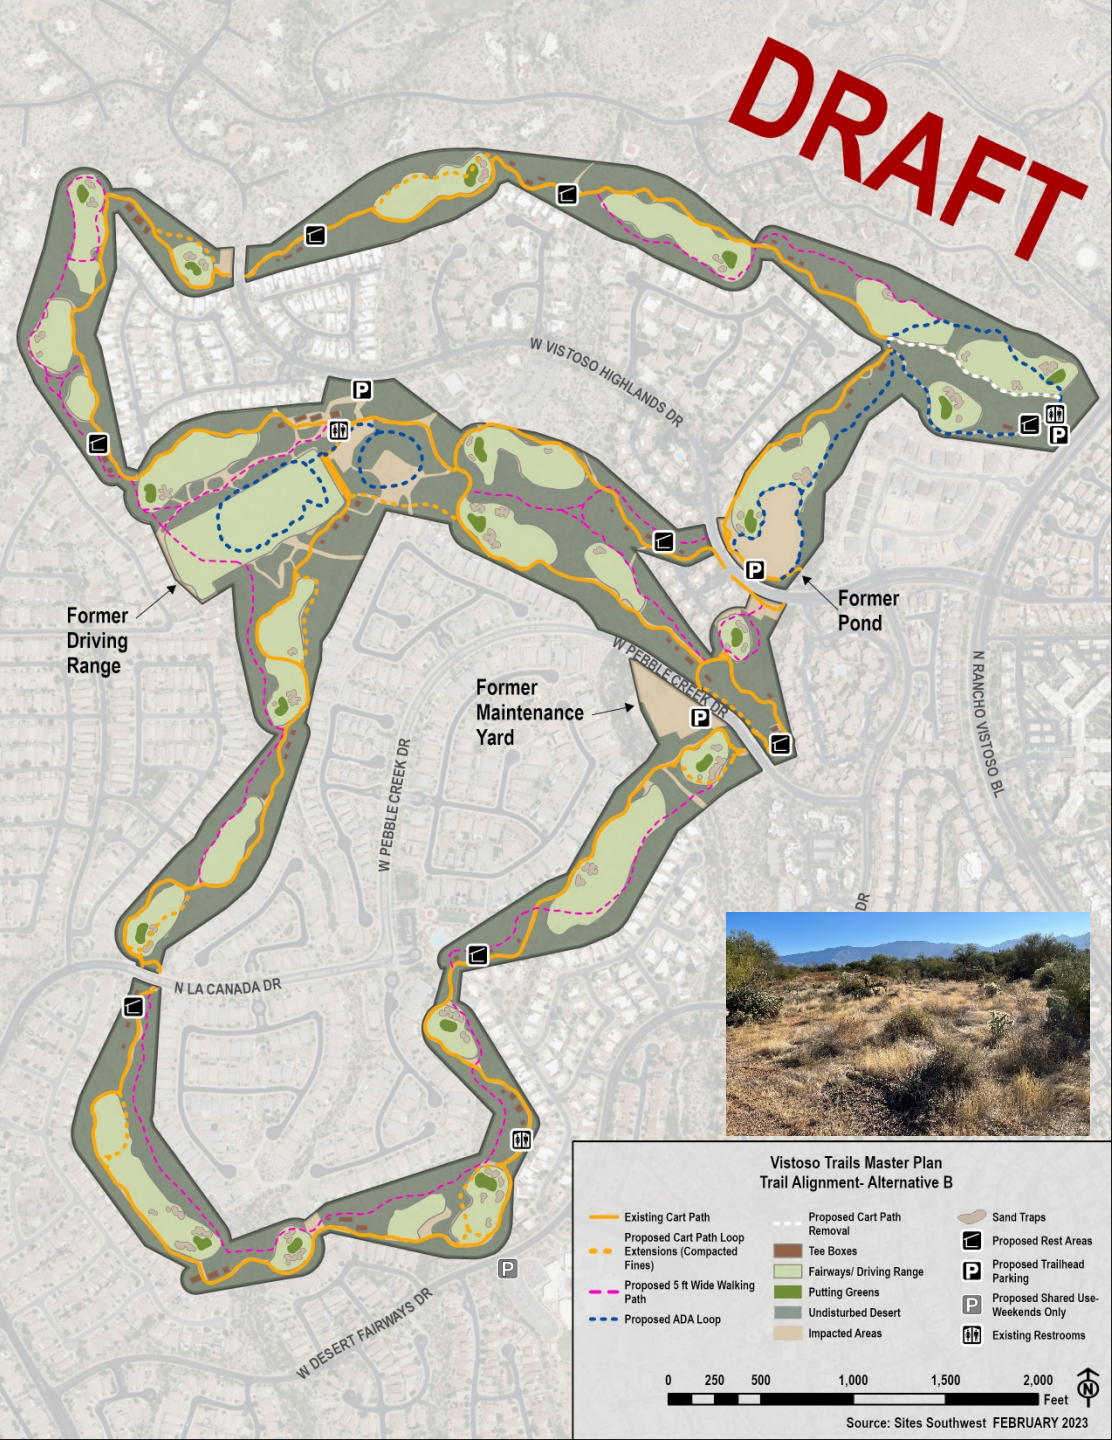 DRAFT
W VISTOSO HIGHLANDS DR
P
P
P
Former
Driving
Range
Former
Pond
W PEBBLE CREEK DR
Former
Maintenance
Yard
P
P
N RANCHO VISTOSO BL
W PEBBLE CREEK DR
DR
N LA CANADA DR
P
W DESERT FAIRWAYS DR
Vistoso Trails Master Plan
Trail Alignment- Alternative B
Existing Cart Path
Proposed Cart Path Loop
Extensions (Compacted
Fines)
Proposed 5 ft Wide Walking
Path
Proposed ADA Loop
Proposed Cart Path
Removal
Tee Boxes
Fairways/ Driving Range
Putting Greens
Undisturbed Desert
Impacted Areas
Sand Traps
Proposed Rest Areas
P Proposed Trailhead
Parking
P Proposed Shared Use-
Weekends Only
Existing Restrooms
0 250 500 1,000 1,500 2,000
Feet
N
Source: Sites Southwest FEBRUARY 2023